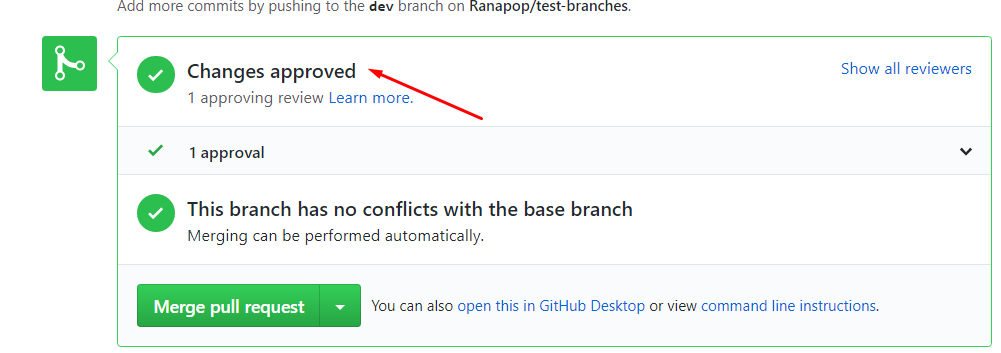 Add more commits by pushing to the dev branch on Ranapop/test-branches.
Changes approved
Show all reviewers
1 approving review Learn more.
1 approval
This branch has no conflicts with the base branch
Merging can be performed automatically.
Merge pull request
You can also open this in GitHub Desktop or view command line instructions.